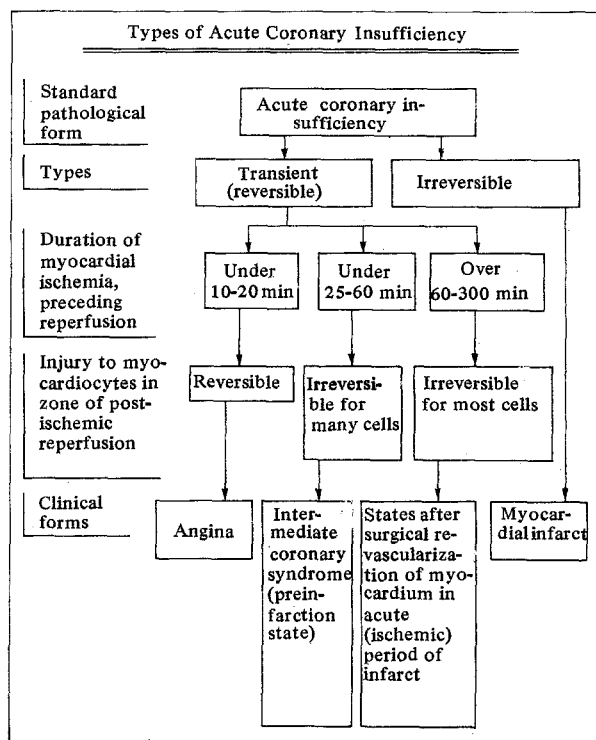 Types of Acute Coronary Insufficiency
Standard
pathological
form
Acute coronary in-
sufficiency
Types
Transient
(reversible)
Irreversible
Duration of
myocardial
ischemia,
preceding reperfusion
Under
10-20 min
Under
25-60 min
Over
60-300 min
Injury to myo-
cardiocytes in
zone of post-
ischemic
reperfusion
Reversible
Irreversi-
ble for
many cells
Irreversible
for most cells
Clinical
forms
Angina
Inter-
mediate
coronary
syndrome
(prein-
farction
state)
States after
surgical re-
vasculariza-
tion of myo-
cardium in
acute
(ischemic)
period of
infarct
Myocar-
dial infarct